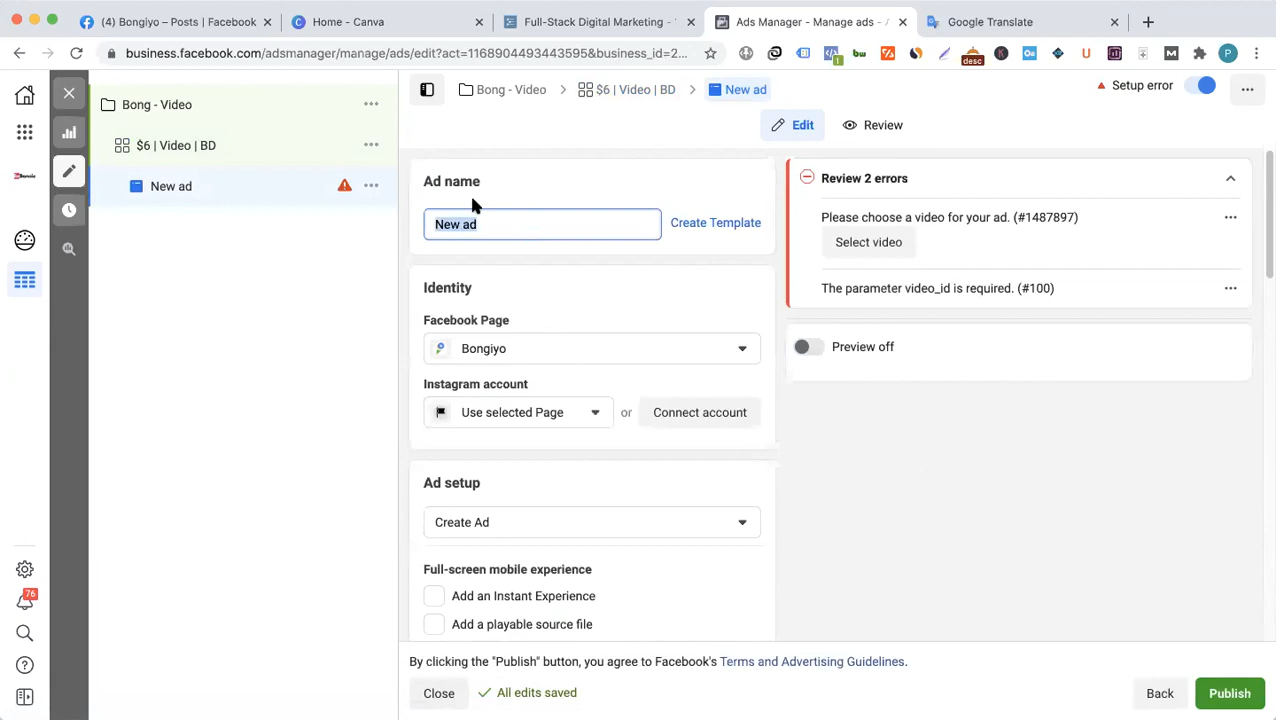 (4) Bongiyo – Posts | Facebook
Home - Canva
Full-Stack Digital Marketing -
Ads Manager - Manage ads - A
Google Translate
business.facebook.com/adsmanager/manage/ads/edit?act=1168904493443595&business_id=2...
Bong - Video
$6 | Video | BD
New ad
Setup error
Edit
Review
Bong - Video
$6 | Video | BD
New ad
Ad name
New ad
Create Template
Identity
Facebook Page
Bongiyo
Instagram account
Use selected Page
or
Connect account
Ad setup
Create Ad
Full-screen mobile experience
Add an Instant Experience
Add a playable source file
Review 2 errors
Please choose a video for your ad. (#1487897)
Select video
The parameter video_id is required. (#100)
Preview off
76
By clicking the "Publish" button, you agree to Facebook's Terms and Advertising Guidelines.
Close
All edits saved
Back
Publish